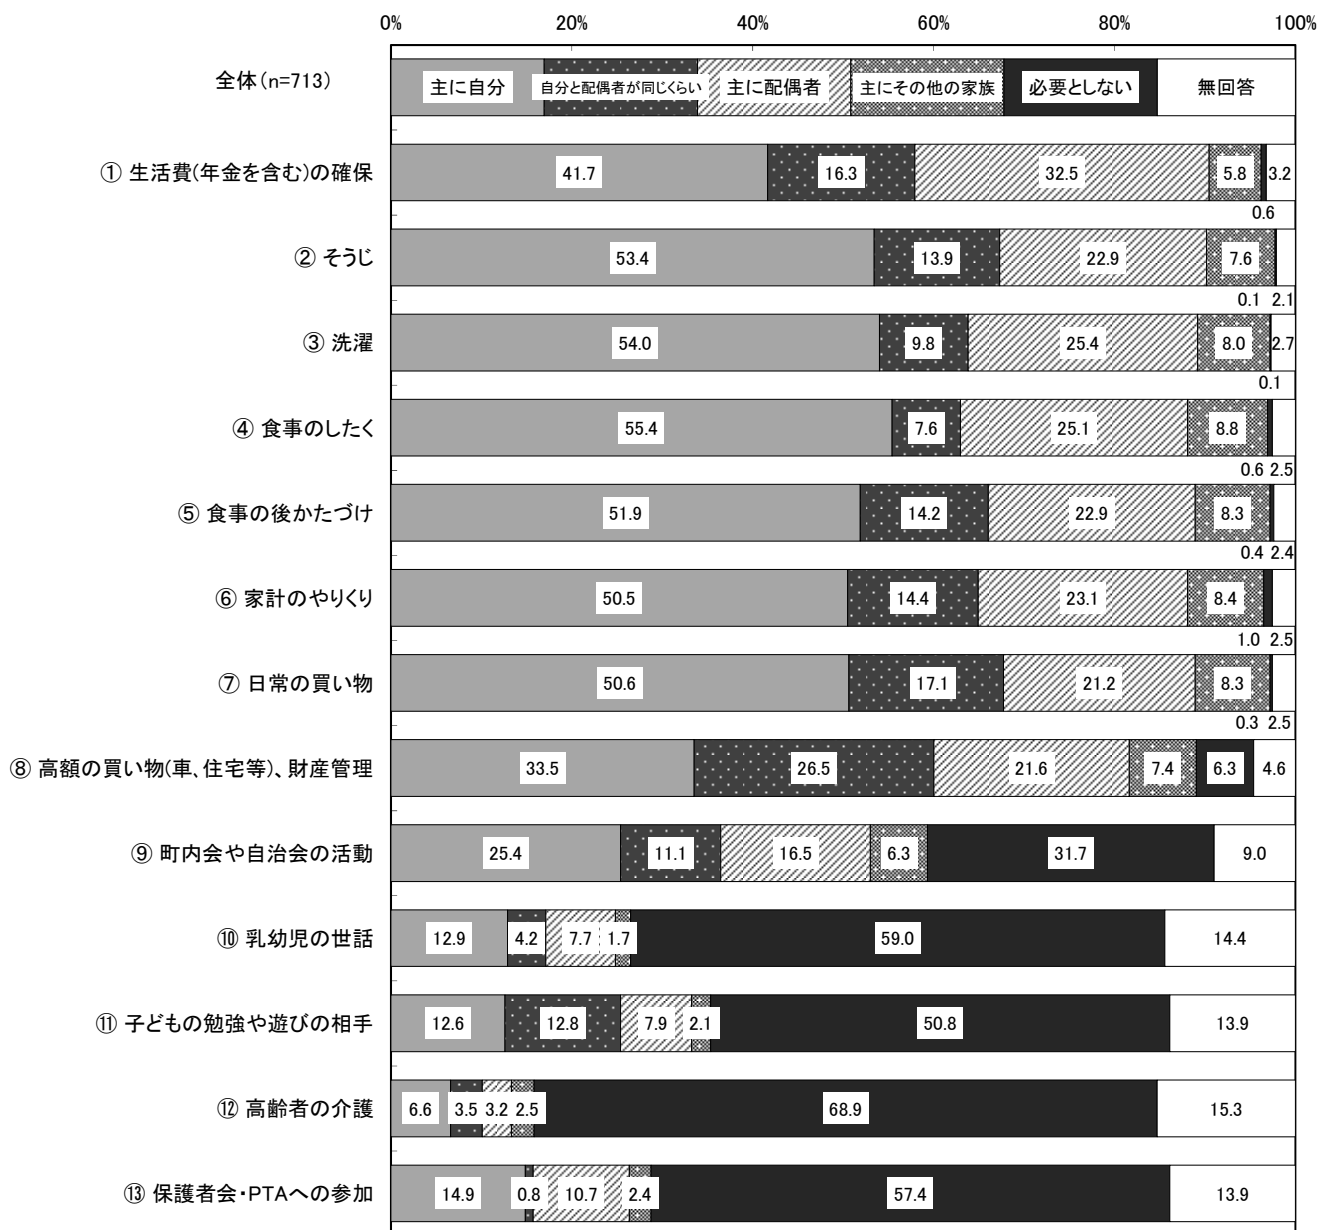 0% 20% 40% 60% 80% 100%
全体(n=713) 主に自分 自分と配偶者が同じくらい 主に配偶者 主にその他の家族 必要としない 無回答
① 生活費(年金を含む)の確保 41.7 16.3 32.5 5.8 3.2
0.6
② そうじ 53.4 13.9 22.9 7.6
0.1 2.1
③ 洗濯 54.0 9.8 25.4 8.0 2.7
0.1
④ 食事のしたく 55.4 7.6 25.1 8.8
0.6 2.5
⑤ 食事の後かたづけ 51.9 14.2 22.9 8.3
0.4 2.4
⑥ 家計のやりくり 50.5 14.4 23.1 8.4
1.0 2.5
⑦ 日常の買い物 50.6 17.1 21.2 8.3
0.3 2.5
⑧ 高額の買い物(車、住宅等)、財産管理 33.5 26.5 21.6 7.4 6.3 4.6
⑨ 町内会や自治会の活動 25.4 11.1 16.5 6.3 31.7 9.0
⑩ 乳幼児の世話 12.9 4.2 7.7 1.7 59.0 14.4
⑪ 子どもの勉強や遊びの相手 12.6 12.8 7.9 2.1 50.8 13.9
⑫ 高齢者の介護 6.6 3.5 3.2 2.5 68.9 15.3
⑬ 保護者会・PTAへの参加 14.9 0.8 10.7 2.4 57.4 13.9